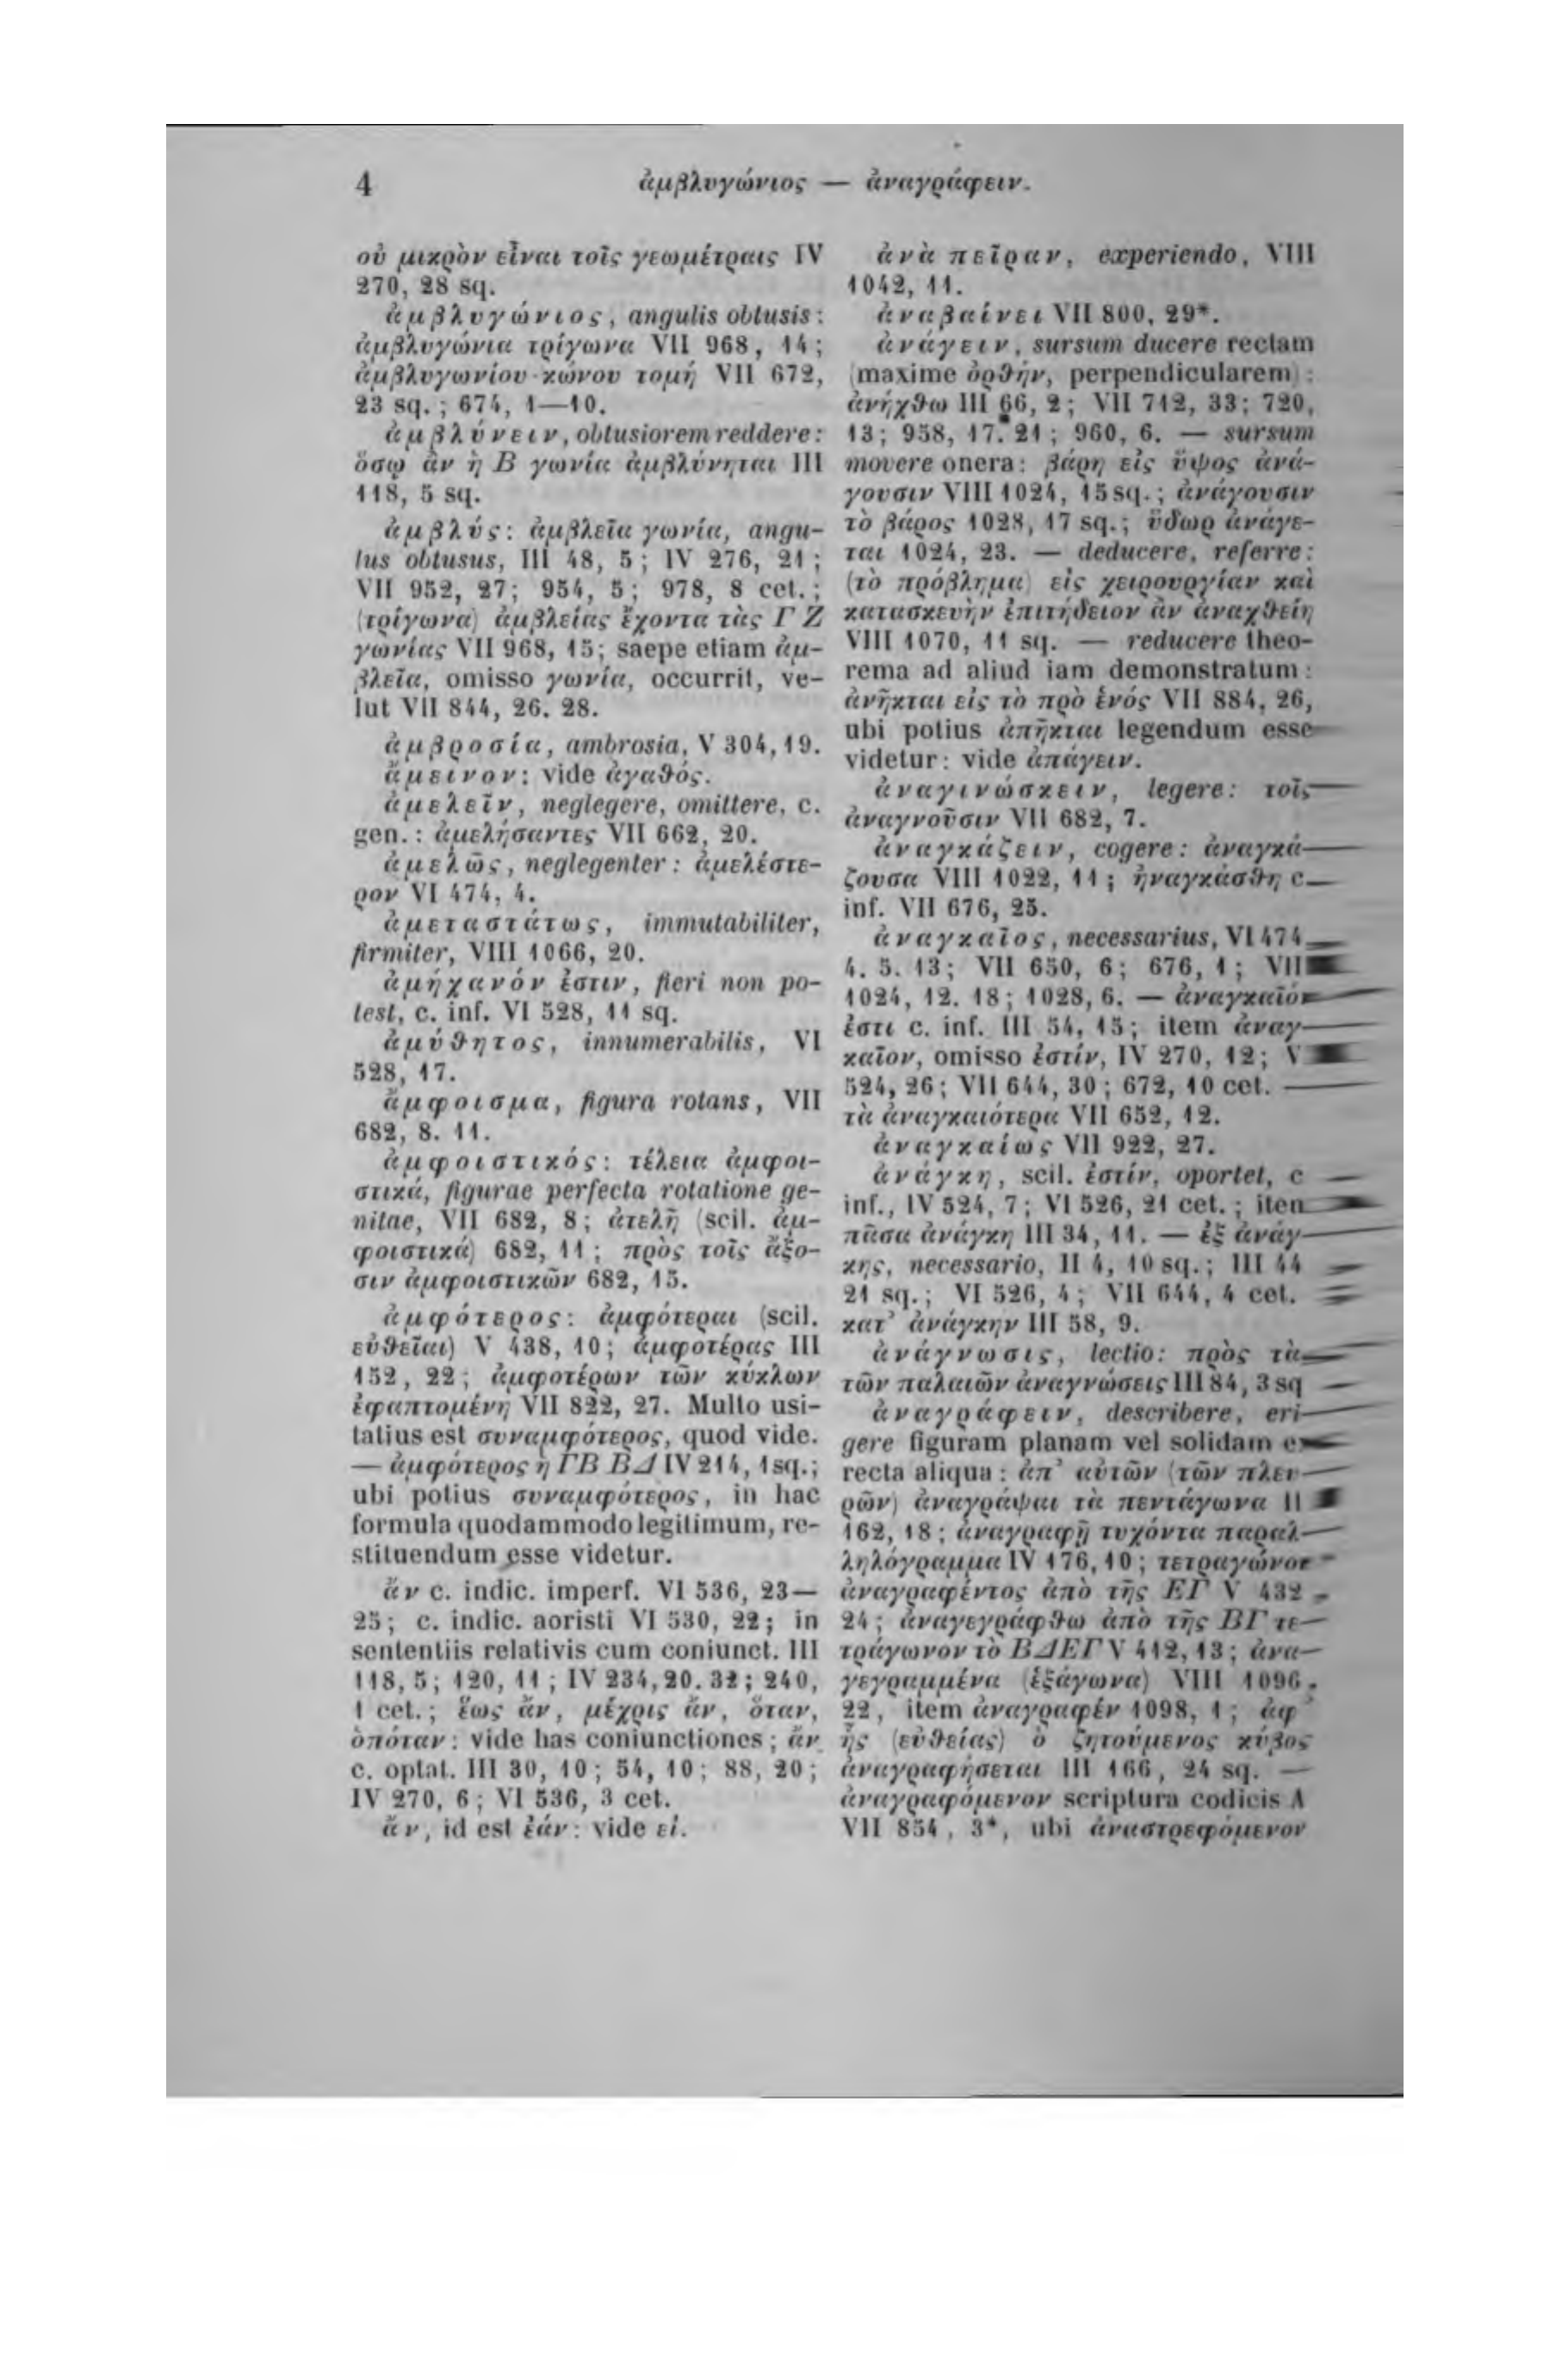 4
ἀμβλυγώνιος — ἀναγράφειν.
οὐ μικρὸν εἶναι τοῖς γεωμέτραις IV
270, 28 sq.
ἀμβλυγώνιος, angulis obtusis:
ἀμβλυγώνια τρίγωνα VII 968, 14;
ἀμβλυγωνίου κώνου τομή VII 672,
23 sq.; 674, 1—10.
ἀμβλύνειν, obtusiorem reddere:
ὅσῳ ἂν ἡ Β γωνία ἀμβλύνηται III
118, 5 sq.
ἀμβλύς: ἀμβλεῖα γωνία, angu-
lus obtusus, III 48, 5; IV 276, 21;
VII 952, 27; 954, 5; 978, 8 cet.;
(τρίγωνα) ἀμβλείας ἔχοντα τὰς Γ Ζ
γωνίας VII 968, 15; saepe etiam ἀμ-
βλεῖα, omisso γωνία, occurrit, ve-
lut VII 844, 26. 28.
ἀμβροσία, ambrosia, V 304, 19.
ἄμεινον: vide ἀγαθός.
ἀμελεῖν, neglegere, omittere, c.
gen.: ἀμελήσαντες VII 662, 20.
ἀμελῶς, neglegenter: ἀμελέστε-
ρον VI 474, 4.
ἀμεταστάτως, immutabiliter,
firmiter, VIII 1066, 20.
ἀμήχανόν ἐστιν, fieri non po-
test, c. inf. VI 528, 11 sq.
ἀμύθητος, innumerabilis, VI
528, 17.
ἄμφοισμα, figura rotans, VII
682, 8. 11.
ἀμφοιστικός: τέλεια ἀμφοι-
στικά, figurae perfecta rotatione ge-
nitae, VII 682, 8; ἀτελῆ (scil. ἀμ-
φοιστικά) 682, 11; πρὸς τοῖς ἄξο-
σιν ἀμφοιστικῶν 682, 15.
ἀμφότερος: ἀμφότεραι (scil.
εὐθεῖαι) V 438, 10; ἀμφοτέρας III
152, 22; ἀμφοτέρων τῶν κύκλων
ἐφαπτομένη VII 822, 27. Multo usi-
tatius est συναμφότερος, quod vide.
— ἀμφότερος ἡ ΓΒ ΒΔ IV 214, 1 sq.;
ubi potius συναμφότερος, in hac
formula quodammodo legitimum, re-
stituendum esse videtur.
ἄν c. indic. imperf. VI 536, 23—
25; c. indic. aoristi VI 530, 22; in
sententiis relativis cum coniunct. III
118, 5; 120, 11; IV 234, 20. 32; 240,
1 cet.; ἕως ἄν, μέχρις ἄν, ὅταν,
ὁπόταν: vide has coniunctiones; ἄν
c. optat. III 30, 10; 54, 10; 88, 20;
IV 270, 6; VI 536, 3 cet.
ἄν, id est ἐάν: vide εἰ.
ἀνὰ πεῖραν, experiendo, VIII
1042, 11.
ἀναβαίνει VII 800, 29*.
ἀνάγειν, sursum ducere rectam
(maxime ὀρθήν, perpendicularem):
ἀνήχθω III 66, 2; VII 712, 33; 720,
13; 958, 17. 21; 960, 6. — sursum
movere onera: βάρη εἰς ὕψος ἀνά-
γουσιν VIII 1024, 15 sq.; ἀνάγουσιν
τὸ βάρος 1028, 17 sq.; ὕδωρ ἀνάγε-
ται 1024, 23. — deducere, referre:
(τὸ πρόβλημα) εἰς χειρουργίαν καὶ
κατασκευὴν ἐπιτήδειον ἂν ἀναχθείη
VIII 1070, 11 sq. — reducere theo-
rema ad aliud iam demonstratum:
ἀνῆκται εἰς τὸ πρὸ ἑνός VII 884, 26,
ubi potius ἀπῆκται legendum esse
videtur: vide ἀπάγειν.
ἀναγινώσκειν, legere: τοῖς
ἀναγνοῦσιν VII 682, 7.
ἀναγκάζειν, cogere: ἀναγκά-
ζουσα VIII 1022, 11; ἠναγκάσθη c.
inf. VII 676, 25.
ἀναγκαῖος, necessarius, VI 474
4. 5. 13; VII 650, 6; 676, 1; VII
1024, 12. 18; 1028, 6. — ἀναγκαῖόν
ἐστι c. inf. III 54, 15; item ἀναγ-
καῖον, omisso ἐστίν, IV 270, 12; V
524, 26; VII 644, 30; 672, 10 cet. —
τὰ ἀναγκαιότερα VII 652, 12.
ἀναγκαίως VII 922, 27.
ἀνάγκη, scil. ἐστίν, oportet, c
inf., IV 524, 7; VI 526, 21 cet.; item
πᾶσα ἀνάγκη III 34, 11. — ἐξ ἀνάγ-
κης, necessario, II 4, 10 sq.; III 44
21 sq.; VI 526, 4; VII 644, 4 cet. —
κατ’ ἀνάγκην III 58, 9.
ἀνάγνωσις, lectio: πρὸς τὰς
τῶν παλαιῶν ἀναγνώσεις III 84, 3 sq
ἀναγράφειν, describere, eri-
gere figuram planam vel solidam ex
recta aliqua: ἀπ’ αὐτῶν (τῶν πλευ-
ρῶν) ἀναγράψαι τὰ πεντάγωνα II
162, 18; ἀναγραφῇ τυχόντα παραλ-
ληλόγραμμα IV 176, 10; τετραγώνου
ἀναγραφέντος ἀπὸ τῆς ΕΓ V 432
24; ἀναγεγράφθω ἀπὸ τῆς ΒΓ τε-
τράγωνον τὸ ΒΔΕΓ V 412, 13; ἀνα-
γεγραμμένα (ἑξάγωνα) VIII 1096,
22, item ἀναγραφέν 1098, 1; ἀφ’
ἧς (εὐθείας) ὁ ζητούμενος κύβος
ἀναγραφήσεται III 166, 24 sq. —
ἀναγραφόμενον scriptura codicis A
VII 854, 3*, ubi ἀναστρεφόμενον